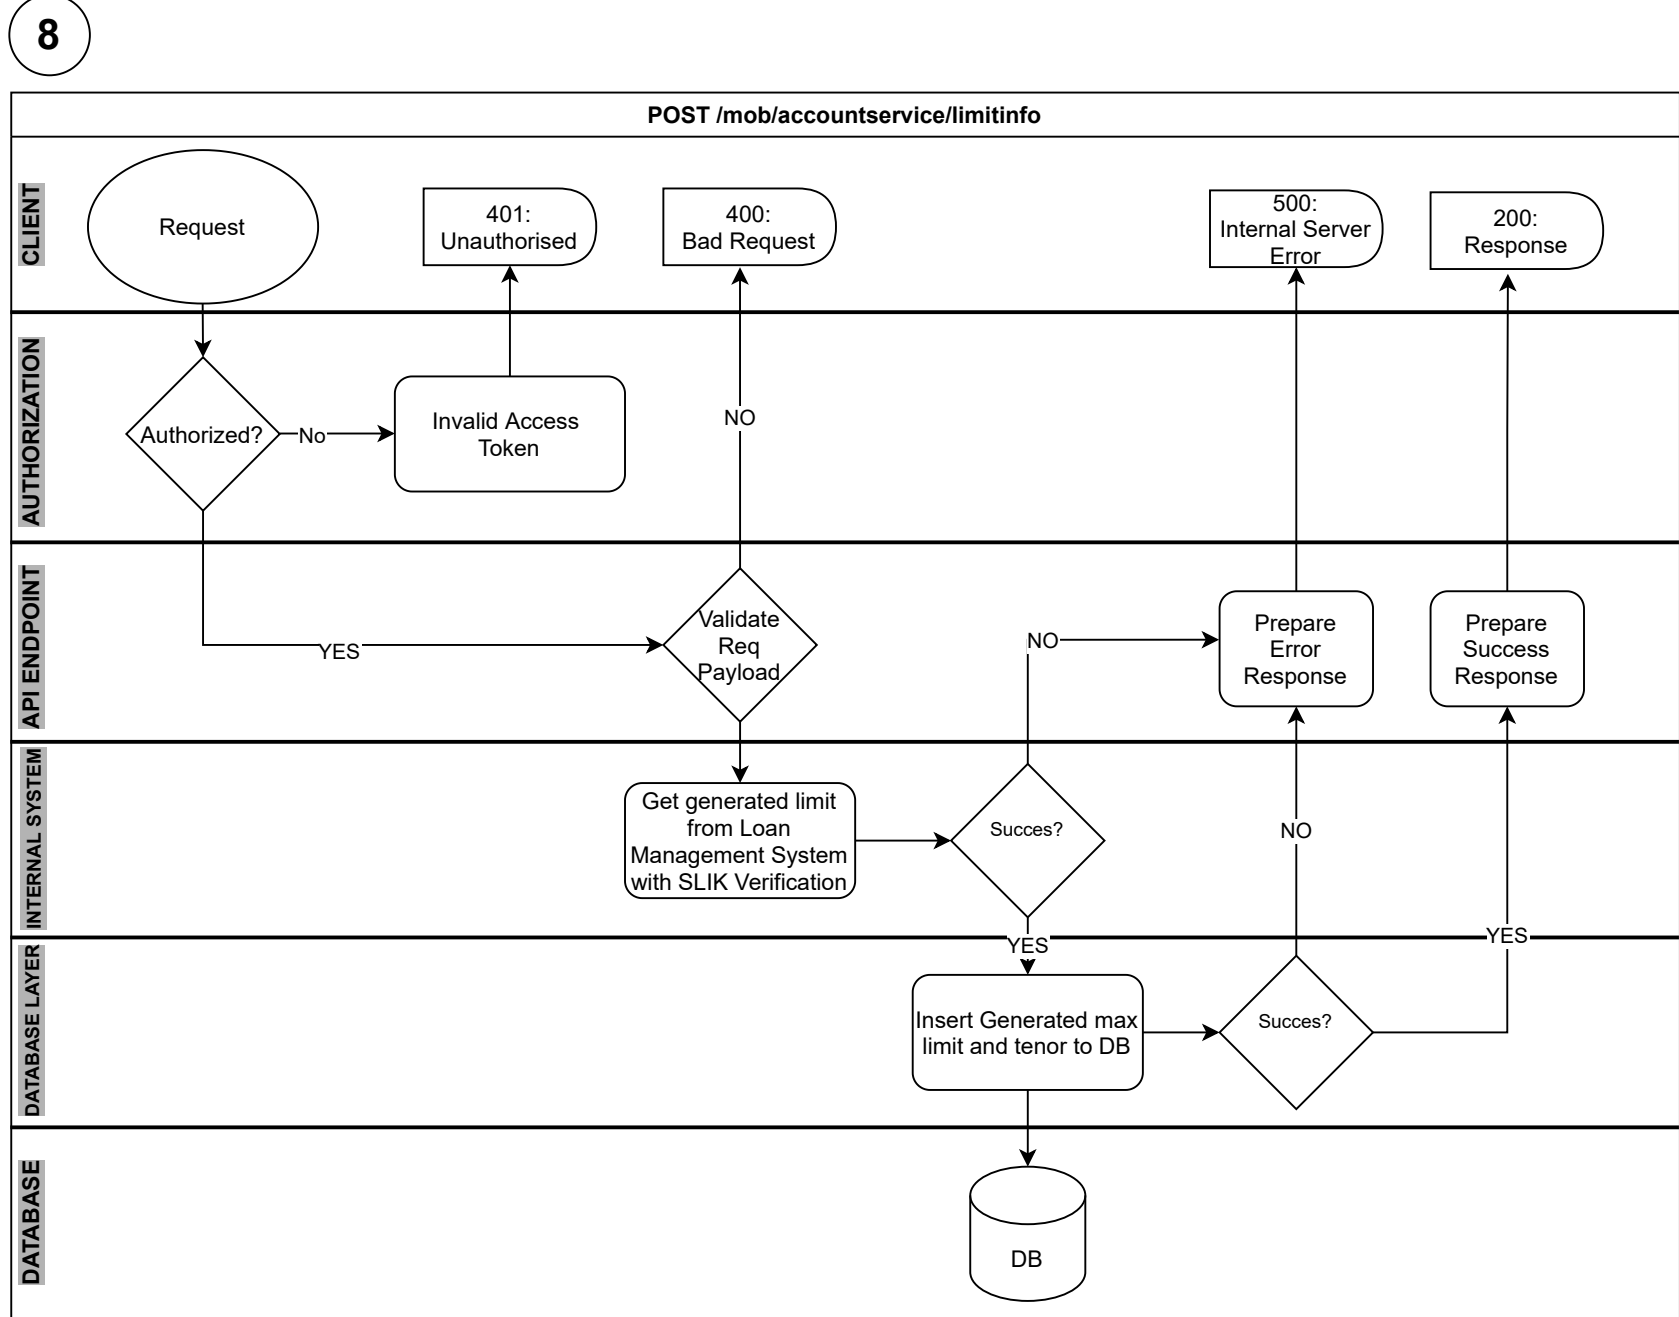 8
POST /mob/accountservice/limitinfo
CLIENT
Request
401:
Unauthorised
400:
Bad Request
500:
Internal Server
Error
200:
Response
AUTHORIZATION
Authorized?
No
Invalid Access
Token
NO
API ENDPOINT
YES
Validate
Req
Payload
NO
Prepare
Error
Response
Prepare
Success
Response
INTERNAL SYSTEM
Get generated limit
from Loan
Management System
with SLIK Verification
Succes?
NO
YES
YES
DATABASE LAYER
Insert Generated max
limit and tenor to DB
Succes?
DATABASE
DB